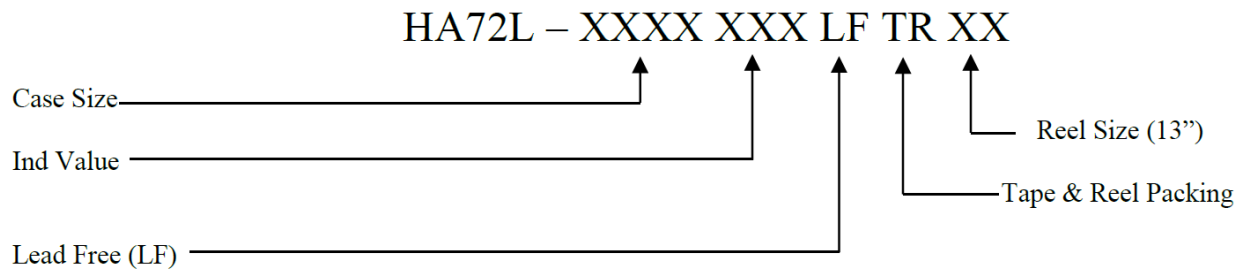 HA72L – XXXX XXX LF TR XX
Case Size
Reel Size (13”)
Ind Value
Tape & Reel Packing
Lead Free (LF)